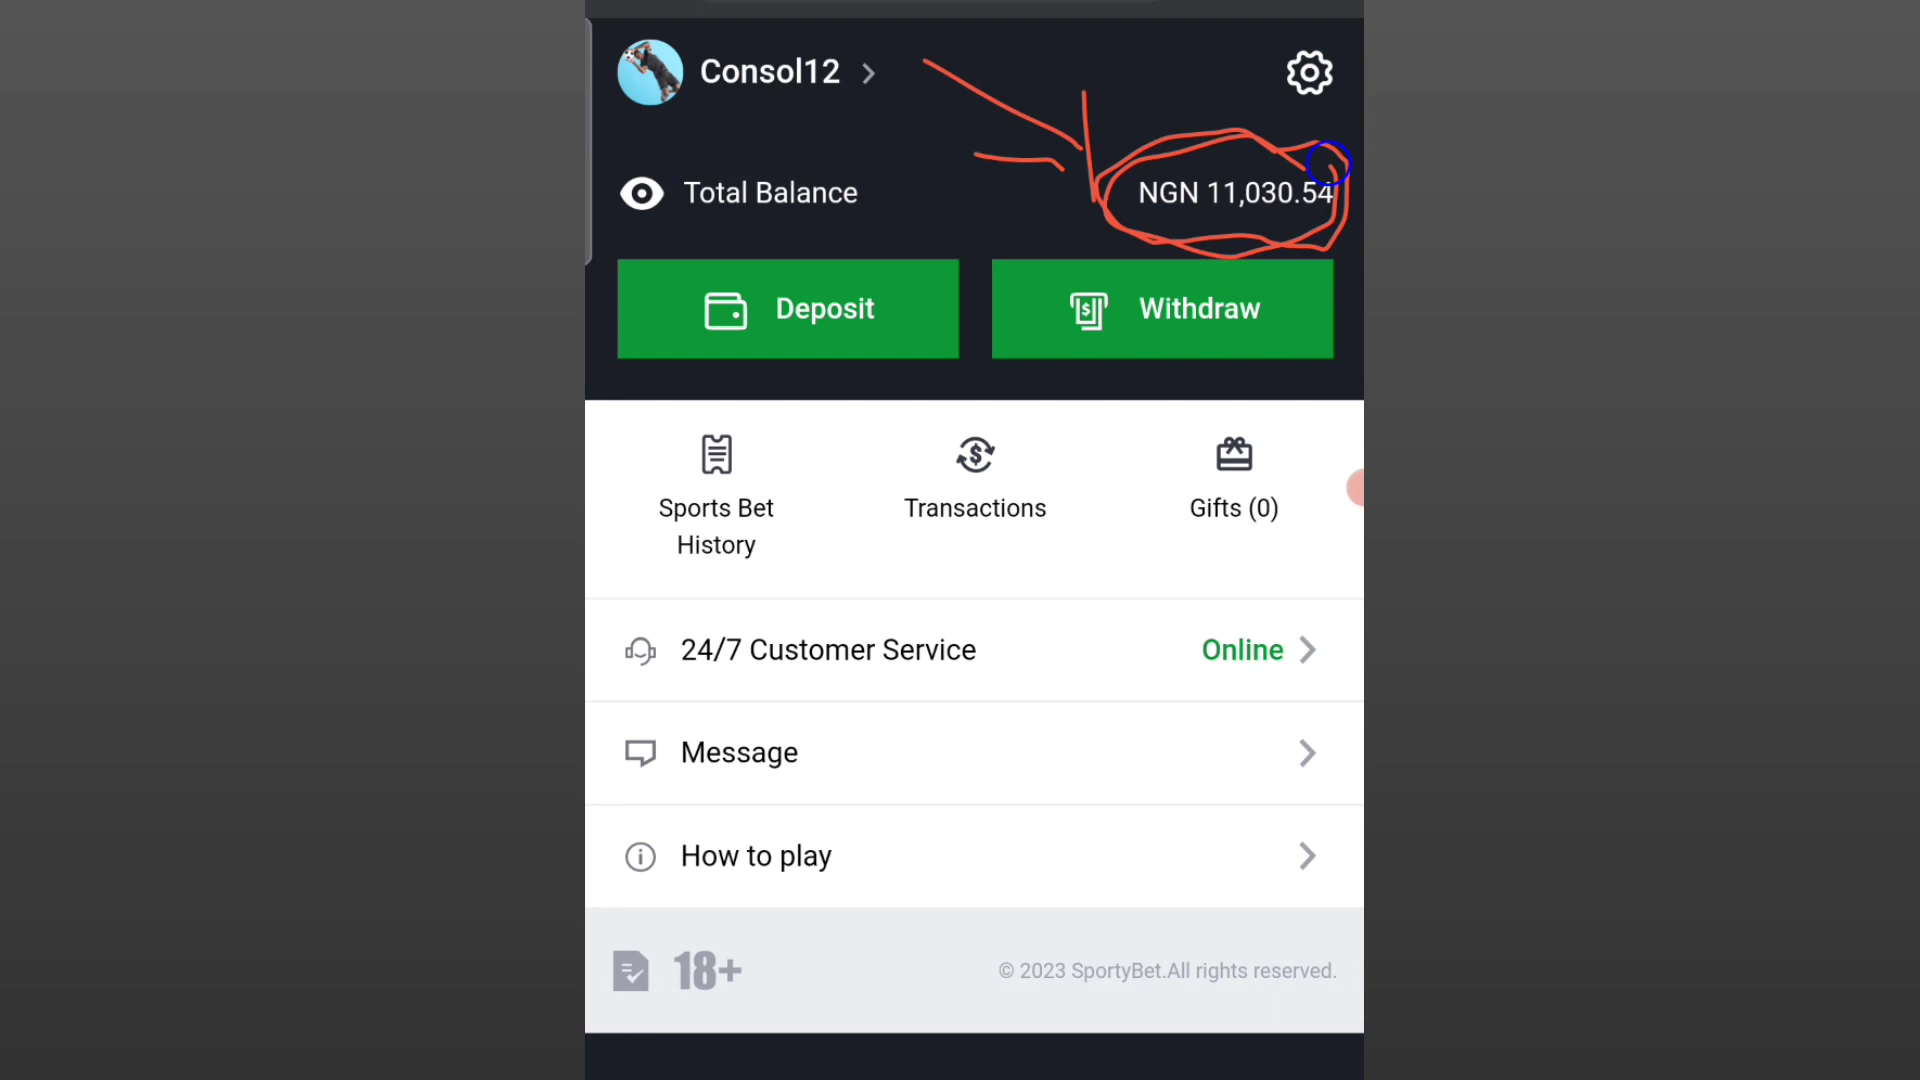 Consol12
Total Balance
NGN 11,030.54
Deposit
Withdraw
Sports Bet
History
Transactions
Gifts (0)
24/7 Customer Service
Online
Message
How to play
18+
© 2023 SportyBet.All rights reserved.